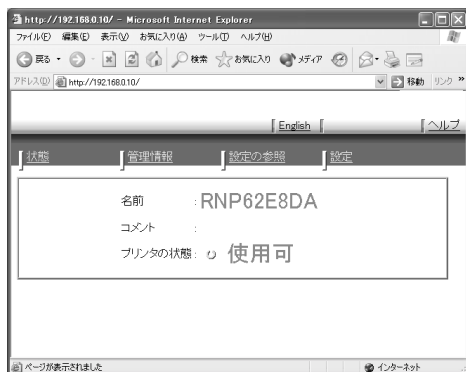 http://192.168.0.10/ - Microsoft Internet Explorer
ファイル(F) 編集(E) 表示(V) お気に入り(A) ツール(T) ヘルプ(H)
戻る 検索 お気に入り メディア
アドレス(D) http://192.168.0.10/ 移動 リンク »
English ヘルプ
状態 管理情報 設定の参照 設定
名前 : RNP62E8DA
コメント :
プリンタの状態 : 使用可
ページが表示されました インターネット